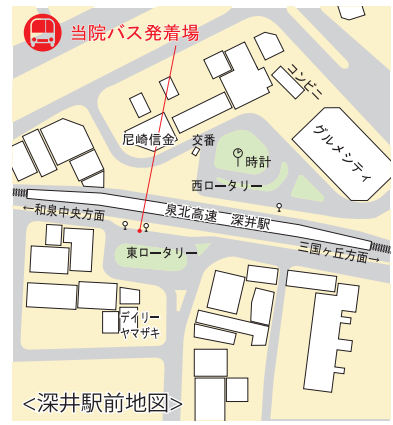 当院バス発着場
コンビニ
尼崎信金
交番
グルメシティ
時計
西ロータリー
←和泉中央方面
泉北高速 深井駅
三国ヶ丘方面→
東ロータリー
デイリー
ヤマザキ
<深井駅前地図>